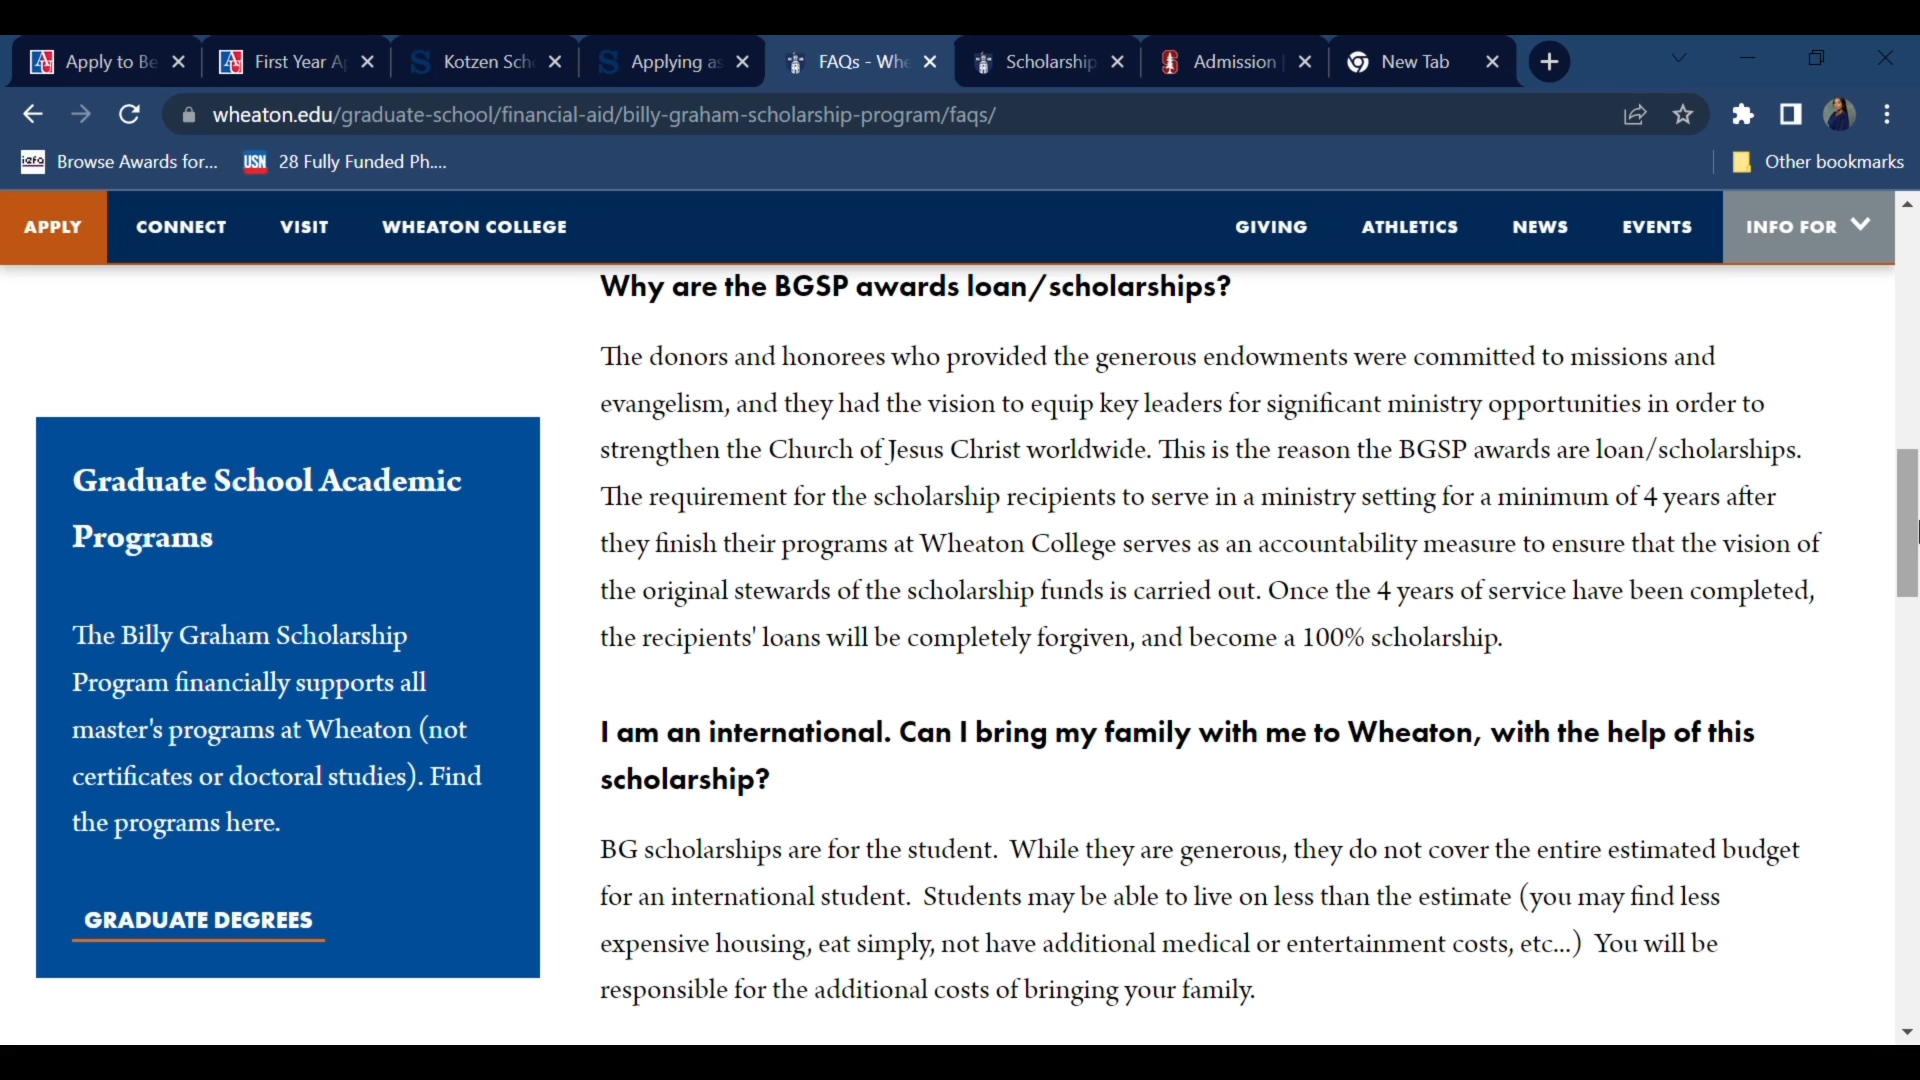 Apply to Be
First Year A
Kotzen Sch
Applying as
FAQs - Whe
Scholarship
Admission
New Tab
wheaton.edu/graduate-school/financial-aid/billy-graham-scholarship-program/faqs/
iefa Browse Awards for...
USN 28 Fully Funded Ph....
Other bookmarks
APPLY CONNECT VISIT WHEATON COLLEGE GIVING ATHLETICS NEWS EVENTS INFO FOR
Graduate School Academic
Programs
The Billy Graham Scholarship
Program financially supports all
master's programs at Wheaton (not
certificates or doctoral studies). Find
the programs here.
GRADUATE DEGREES
Why are the BGSP awards loan/scholarships?
The donors and honorees who provided the generous endowments were committed to missions and
evangelism, and they had the vision to equip key leaders for significant ministry opportunities in order to
strengthen the Church of Jesus Christ worldwide. This is the reason the BGSP awards are loan/scholarships.
The requirement for the scholarship recipients to serve in a ministry setting for a minimum of 4 years after
they finish their programs at Wheaton College serves as an accountability measure to ensure that the vision of
the original stewards of the scholarship funds is carried out. Once the 4 years of service have been completed,
the recipients' loans will be completely forgiven, and become a 100% scholarship.
I am an international. Can I bring my family with me to Wheaton, with the help of this
scholarship?
BG scholarships are for the student.  While they are generous, they do not cover the entire estimated budget
for an international student.  Students may be able to live on less than the estimate (you may find less
expensive housing, eat simply, not have additional medical or entertainment costs, etc...)  You will be
responsible for the additional costs of bringing your family.